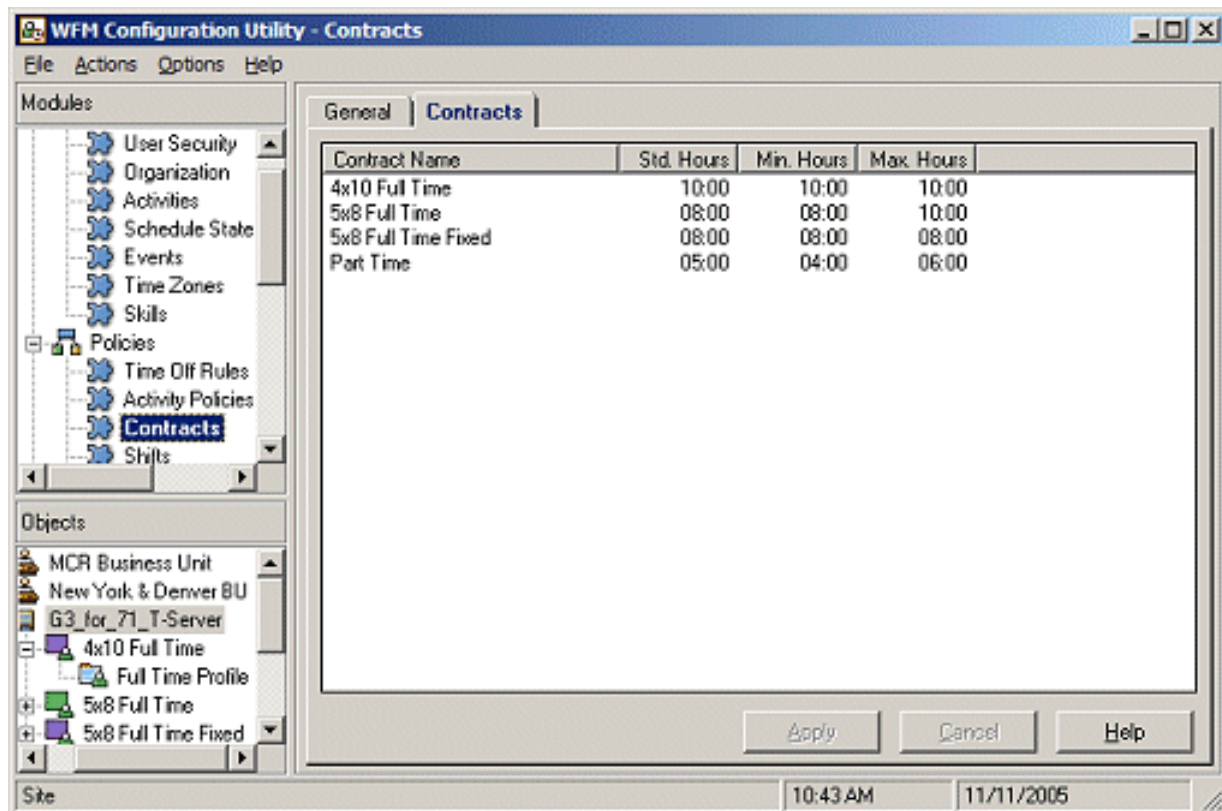 WFM Configuration Utility - Contracts
File Actions Options Help
Modules
User Security
Organization
Activities
Schedule State
Events
Time Zones
Skills
Policies
Time Off Rules
Activity Policies
Contracts
Shifts
Objects
MCR Business Unit
New York & Denver BU
G3_for_71_T-Server
4x10 Full Time
Full Time Profile
5x8 Full Time
5x8 Full Time Fixed
General Contracts
Contract Name Std. Hours Min. Hours Max. Hours
4x10 Full Time 10:00 10:00 10:00
5x8 Full Time 08:00 08:00 10:00
5x8 Full Time Fixed 08:00 08:00 08:00
Part Time 05:00 04:00 06:00
Apply Cancel Help
Site 10:43 AM 11/11/2005